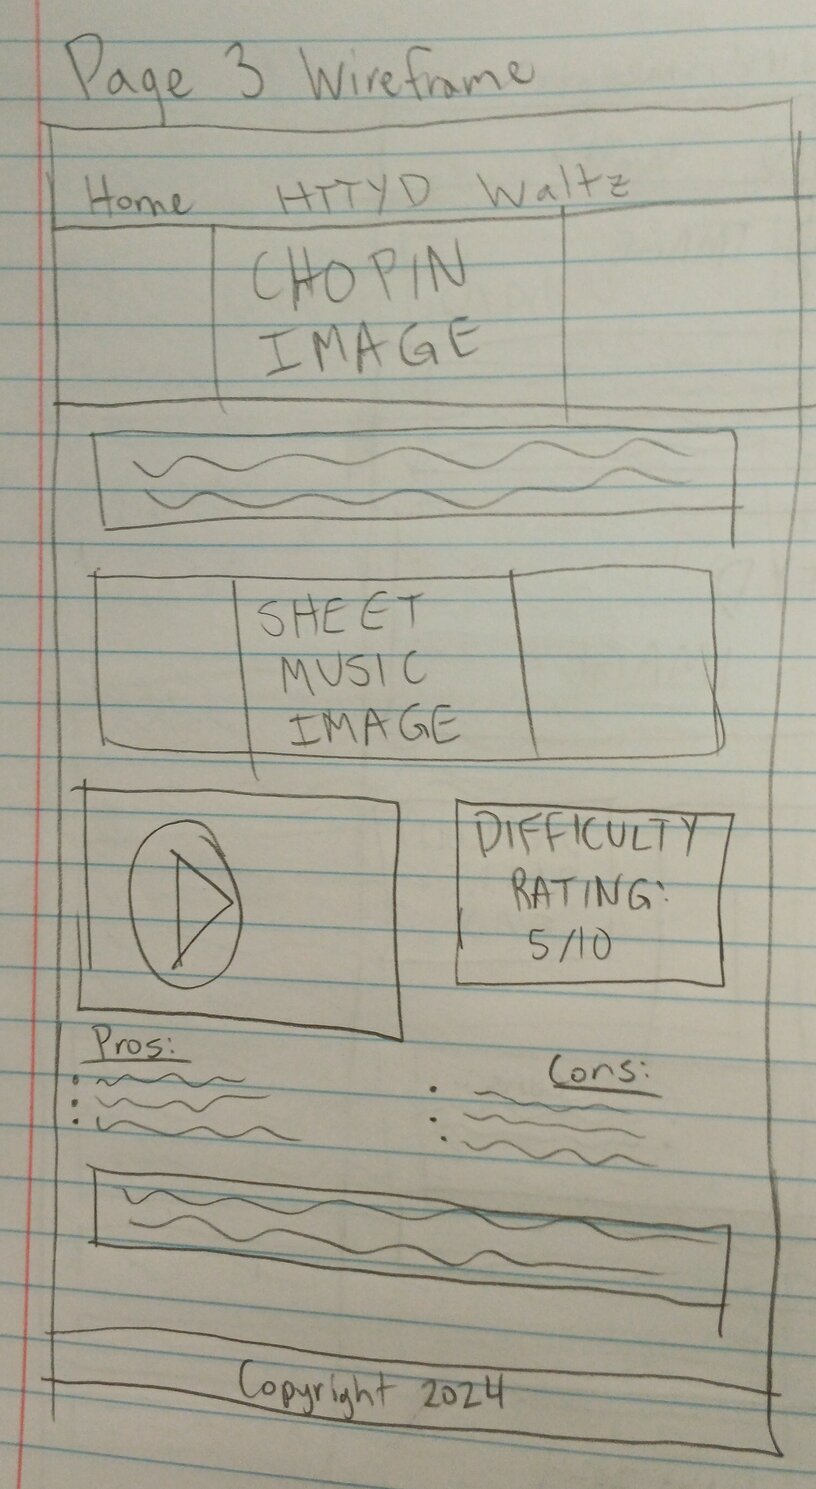 Page 3 Wireframe
Home HTTYD Waltz
CHOPIN
IMAGE
SHEET
MUSIC
IMAGE
DIFFICULTY
RATING:
5/10
Pros:
Cons:
Copyright 2024